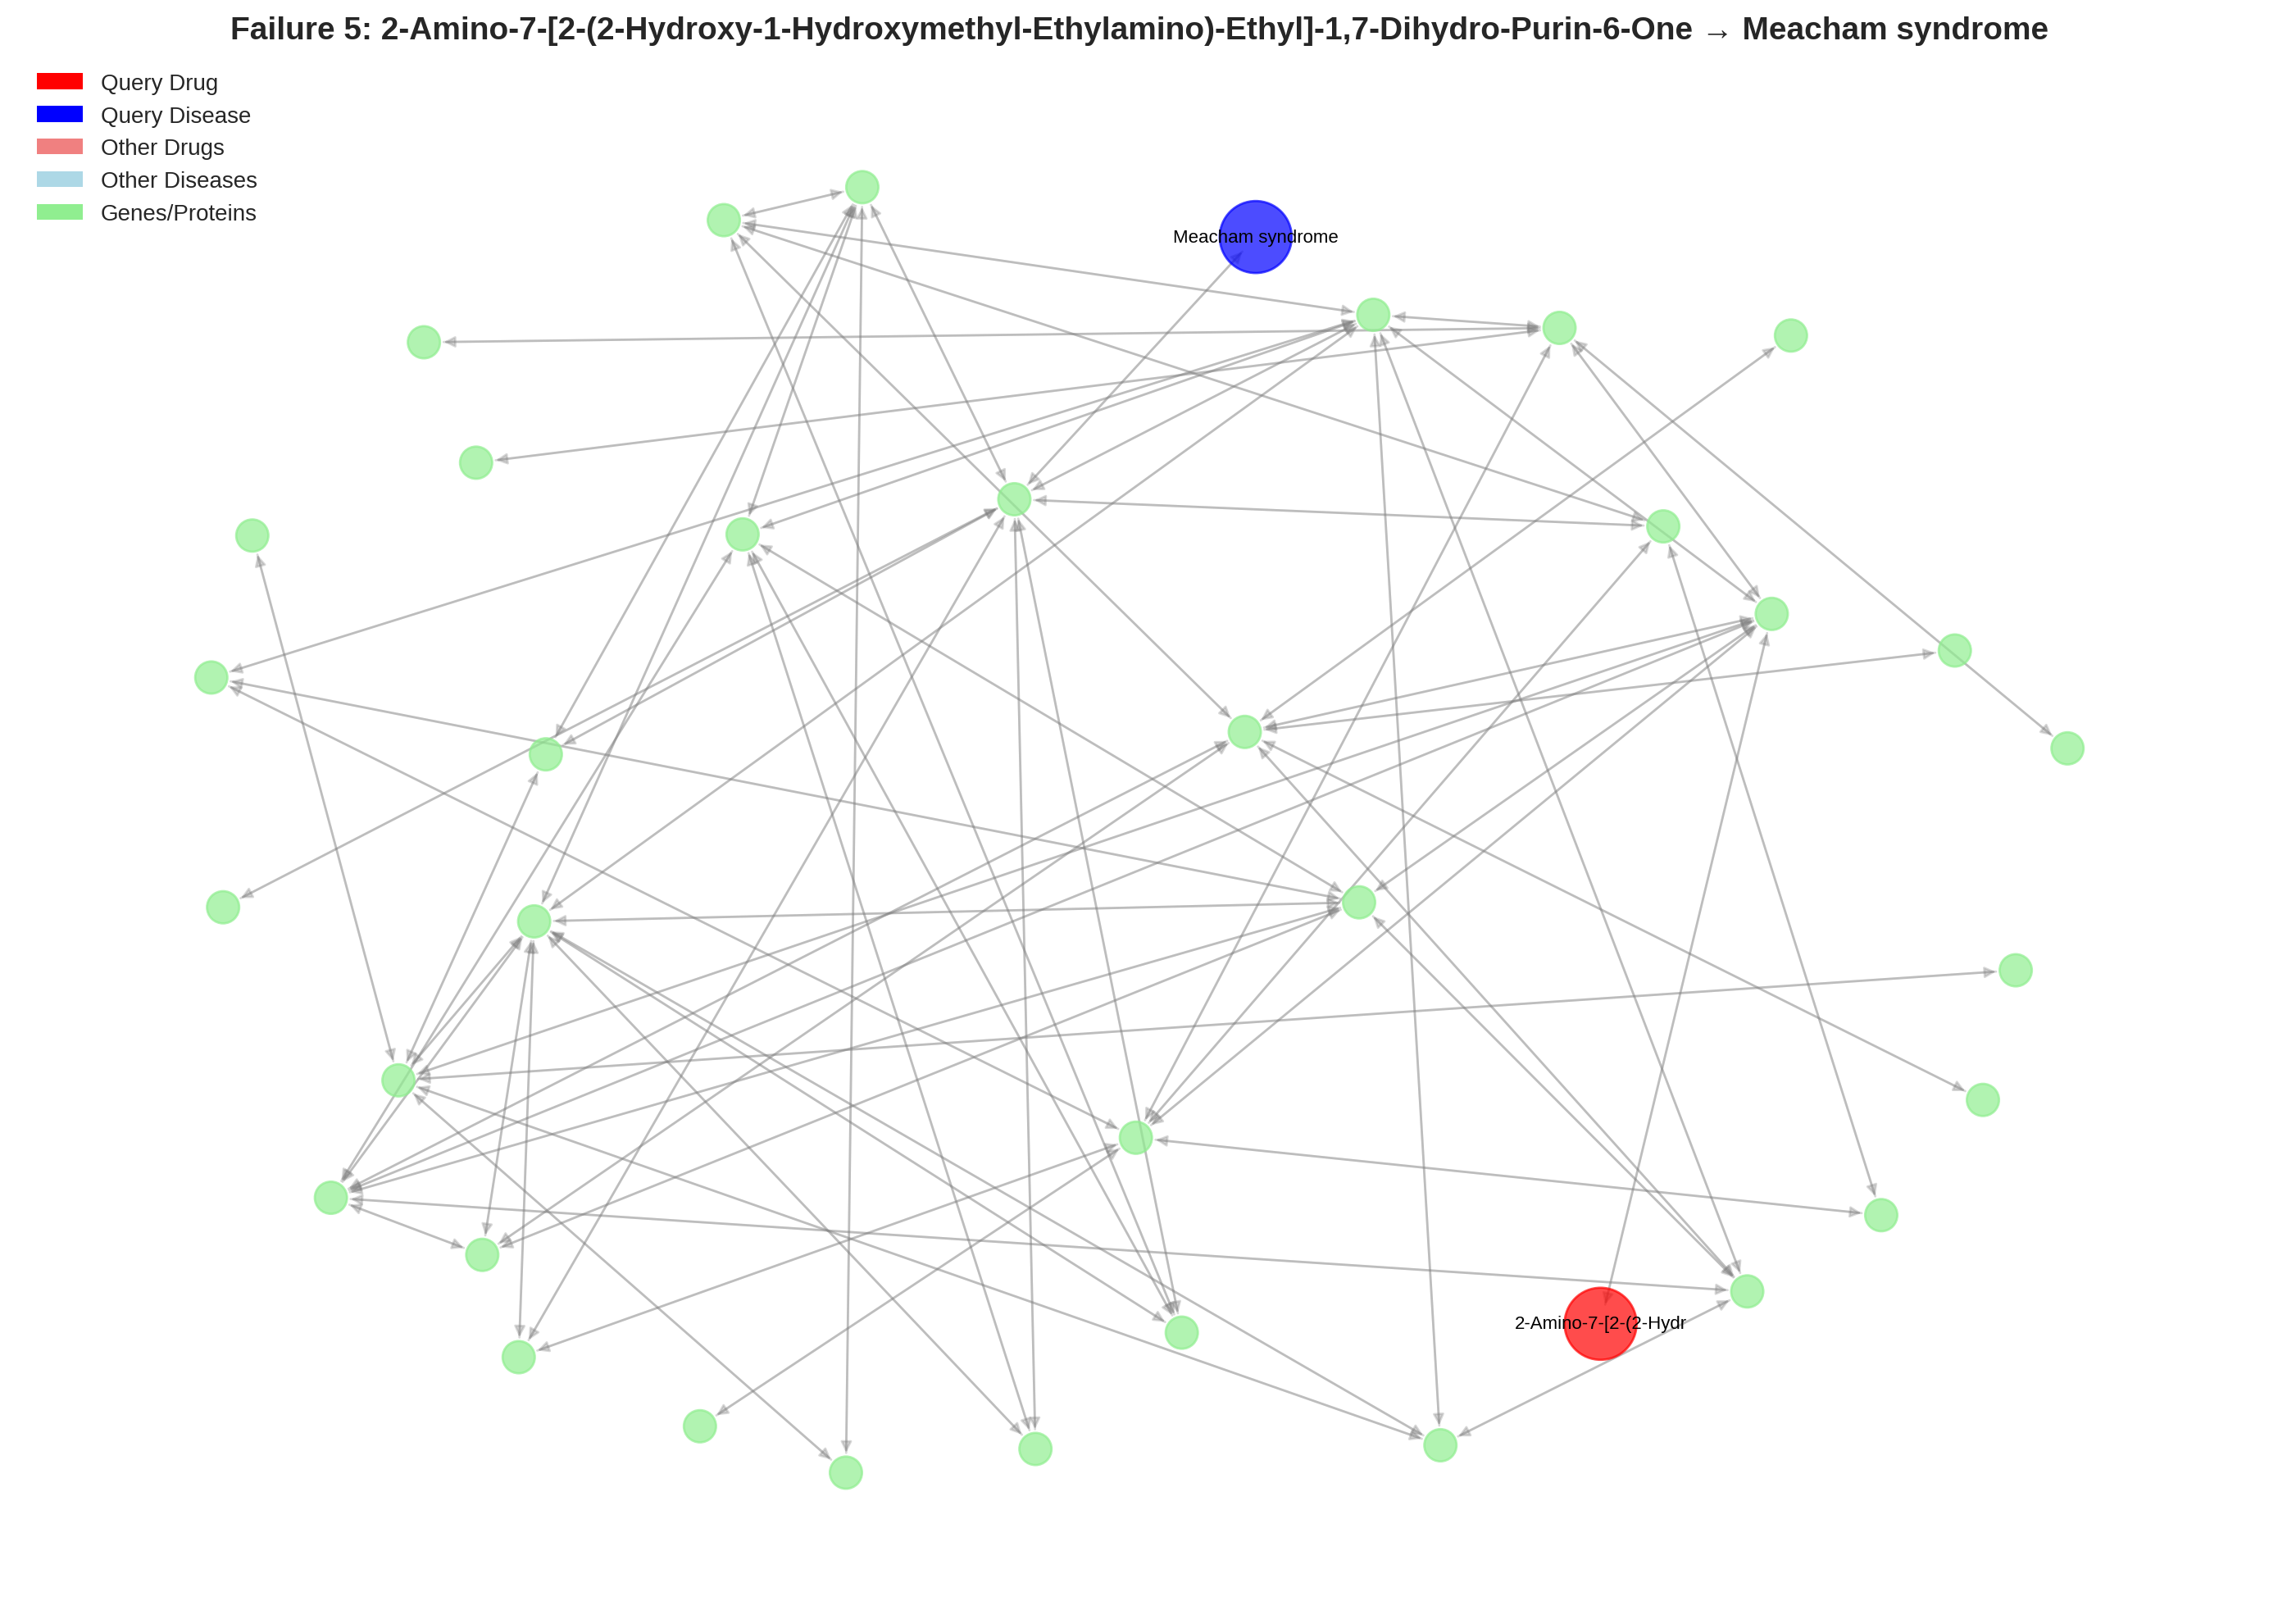 Failure 5: 2-Amino-7-[2-(2-Hydroxy-1-Hydroxymethyl-Ethylamino)-Ethyl]-1,7-Dihydro-Purin-6-One → Meacham syndrome
Query Drug
Query Disease
Other Drugs
Other Diseases
Genes/Proteins
Meacham syndrome
2-Amino-7-[2-(2-Hydr